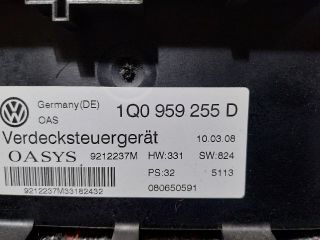 Germany(DE)
OAS
1Q0 959 255 D
Verdecksteuergerät
10.03.08
OASYS 9212237M HW:331 SW:824
PS:32 5113
9212237M33182432
080650591